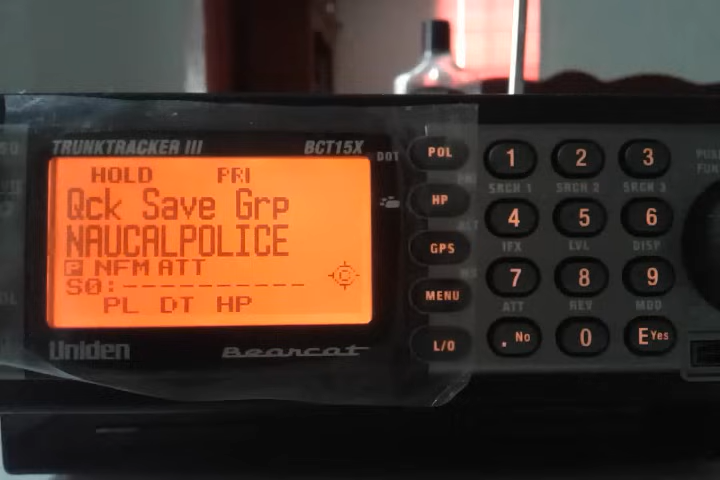 TRUNKTRACKER III BCT15X
HOLD PRI
Qck Save Grp
NAUCALPOLICE
P NFM ATT
S0:-----------
PL DT HP
Uniden Bearcat
DOT
POL
HP
GPS
MENU
L/O
1 2 3
SRCH 1 SRCH 2 SRCH 3
4 5 6
IFX LVL DISP
7 8 9
ATT REV MOD
. No 0 E Yes